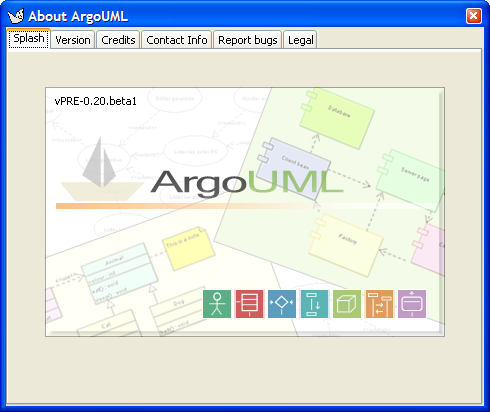 About ArgoUML
Splash Version Credits Contact Info Report bugs Legal
vPRE-0.20.beta1
Database
Client bean
Server page
ArgoUML
Factory
This is a note
Animal
Cat
Dog